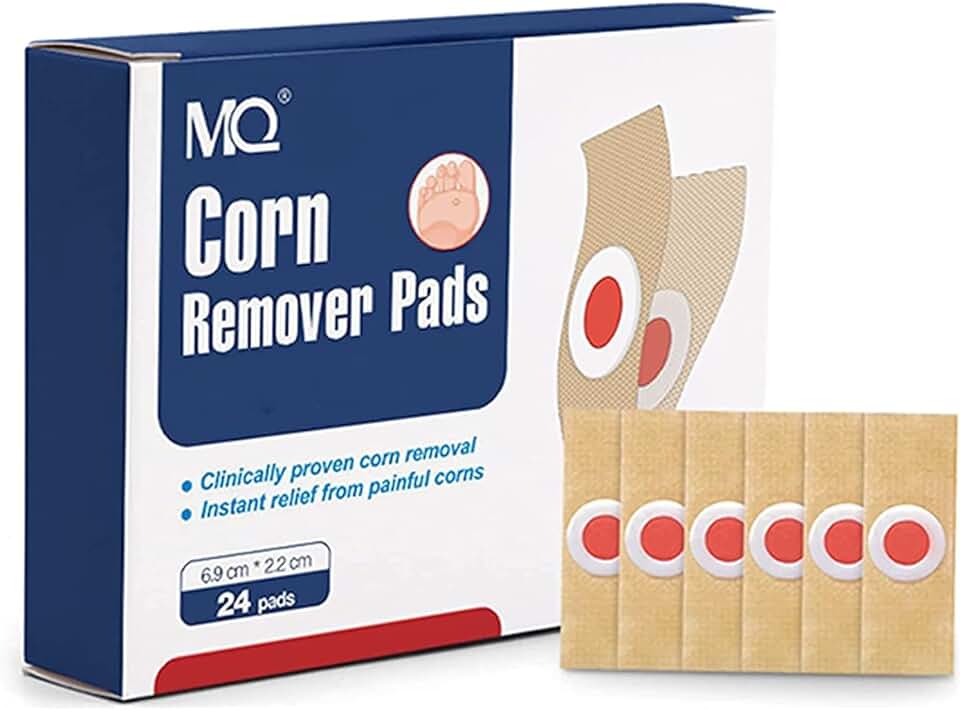 MQ®
Corn
Remover Pads
• Clinically proven corn removal
• Instant relief from painful corns
6.9 cm * 2.2 cm
24 pads